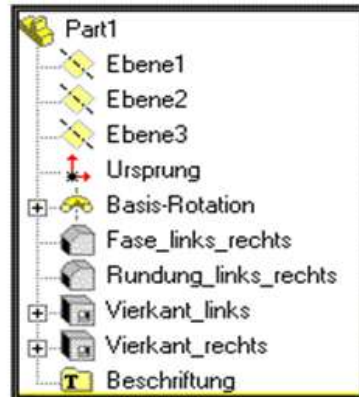 Part1
Ebene1
Ebene2
Ebene3
Ursprung
Basis-Rotation
Fase_links_rechts
Rundung_links_rechts
Vierkant_links
Vierkant_rechts
Beschriftung